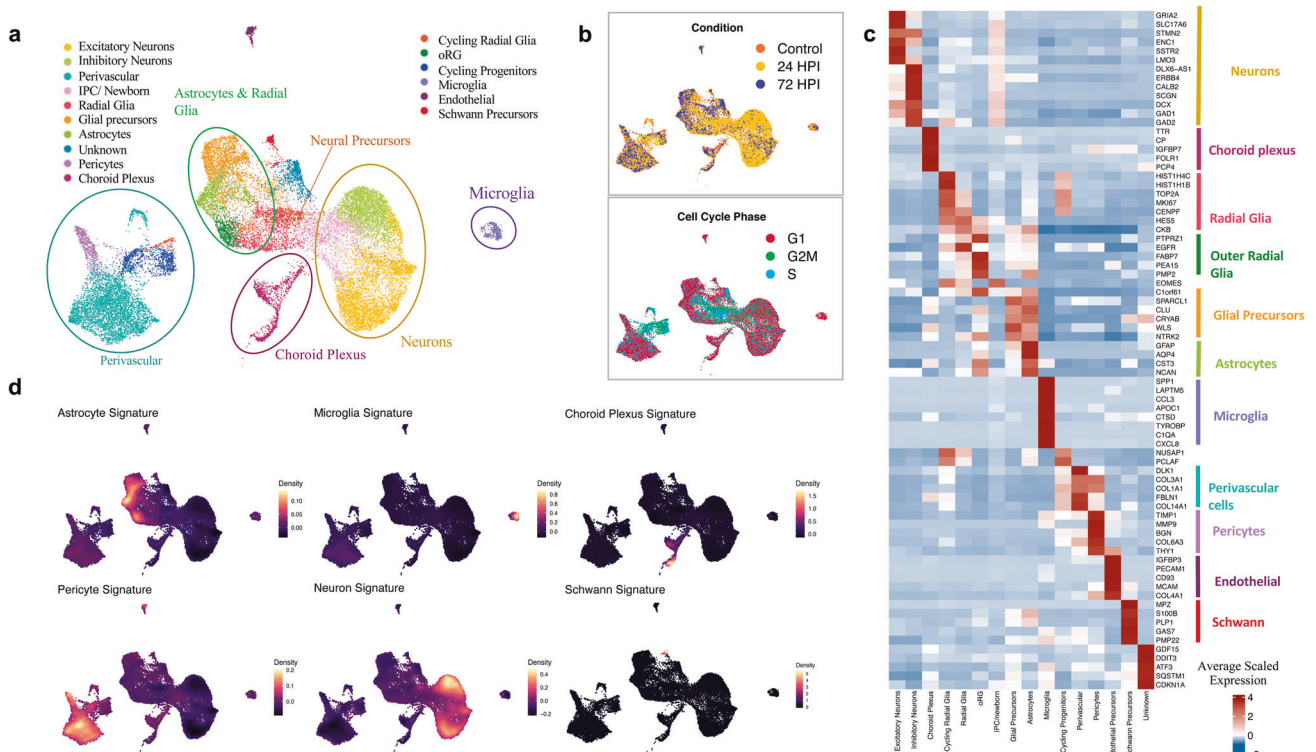 a
Excitatory Neurons
Inhibitory Neurons
Perivascular
IPC/ Newborn
Radial Glia
Glial precursors
Astrocytes
Unknown
Pericytes
Choroid Plexus
Cycling Radial Glia
oRG
Cycling Progenitors
Microglia
Endothelial
Schwann Precursors
Astrocytes & Radial
Glia
Neural Precursors
Microglia
Perivascular
Choroid Plexus
Neurons
b
Condition
Control
24 HPI
72 HPI
Cell Cycle Phase
G1
G2M
S
c
GRIA2
SLC17A6
STMN2
ENC1
SSTR2
LMO3
DLX6-AS1
ERBB4
CALB2
SCGN
DCX
GAD1
GAD2
TTR
CP
IGFBP7
FOLR1
PCP4
HIST1H4C
HIST1H1B
TOP2A
MKI67
CENPF
HES5
CKB
PTPRZ1
EGFR
FABP7
PEA15
PMP2
EOMES
C1orf61
SPARCL1
CLU
CRYAB
WLS
NTRK2
GFAP
AQP4
CST3
NCAN
SPP1
LAPTM5
CCL3
APOC1
CTSD
TYROBP
C1QA
CXCL8
NUSAP1
PCLAF
DLK1
COL3A1
COL1A1
FBLN1
COL14A1
TIMP1
MMP9
BGN
COL6A3
THY1
IGFBP3
PECAM1
CD93
MCAM
COL4A1
MPZ
S100B
PLP1
GAS7
PMP22
GDF15
DDIT3
ATF3
SQSTM1
CDKN1A
Neurons
Choroid plexus
Radial Glia
Outer Radial
Glia
Glial Precursors
Astrocytes
Microglia
Perivascular
cells
Pericytes
Endothelial
Schwann
Average Scaled
Expression
4
2
0
Excitatory Neurons
Inhibitory Neurons
Choroid Plexus
Cycling Radial Glia
Radial Glia
oRG
IPC/newborn
Glial Precursors
Astrocytes
Microglia
Cycling Progenitors
Perivascular
Pericytes
lothelial Precursors
chwann Precursors
Unknown
d
Astrocyte Signature
Density
0.10
0.05
0.00
Microglia Signature
Density
0.8
0.6
0.4
0.2
0.0
Choroid Plexus Signature
Density
1.5
1.0
0.5
0.0
Pericyte Signature
Density
0.2
0.1
0.0
Neuron Signature
Density
0.2
0.0
−0.2
Schwann Signature
Density
5
4
3
2
1
0